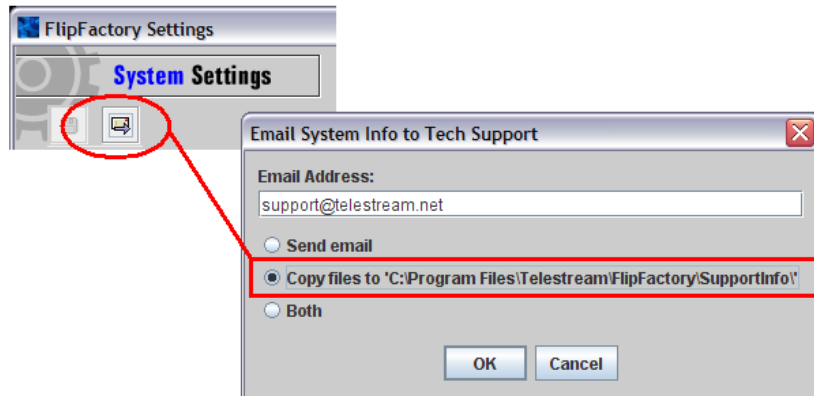 FlipFactory Settings
System Settings
Email System Info to Tech Support
Email Address:
support@telestream.net
Send email
Copy files to 'C:\Program Files\Telestream\FlipFactory\SupportInfo\'
Both
OK Cancel